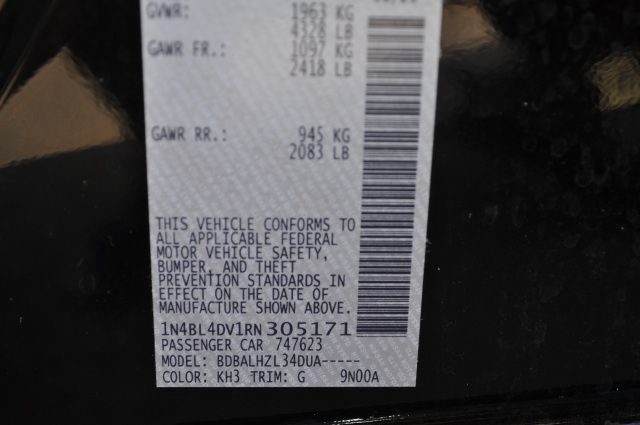 GVWR: 1963 KG
4328 LB
GAWR FR.: 1097 KG
2418 LB
GAWR RR.: 945 KG
2083 LB
THIS VEHICLE CONFORMS TO
ALL APPLICABLE FEDERAL
MOTOR VEHICLE SAFETY,
BUMPER, AND THEFT
PREVENTION STANDARDS IN
EFFECT ON THE DATE OF
MANUFACTURE SHOWN ABOVE.
1N4BL4DV1RN305171
PASSENGER CAR 747623
MODEL: BDBALHZL34DUA-----
COLOR: KH3 TRIM: G 9N00A